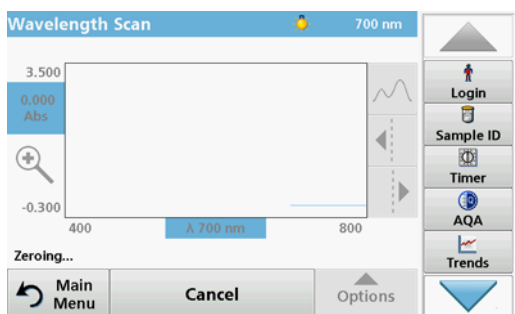 Wavelength Scan 700 nm
3.500
0.000
Abs
-0.300
400 λ 700 nm 800
Zeroing...
Main
Menu
Cancel
Options
Login
Sample ID
Timer
AQA
Trends